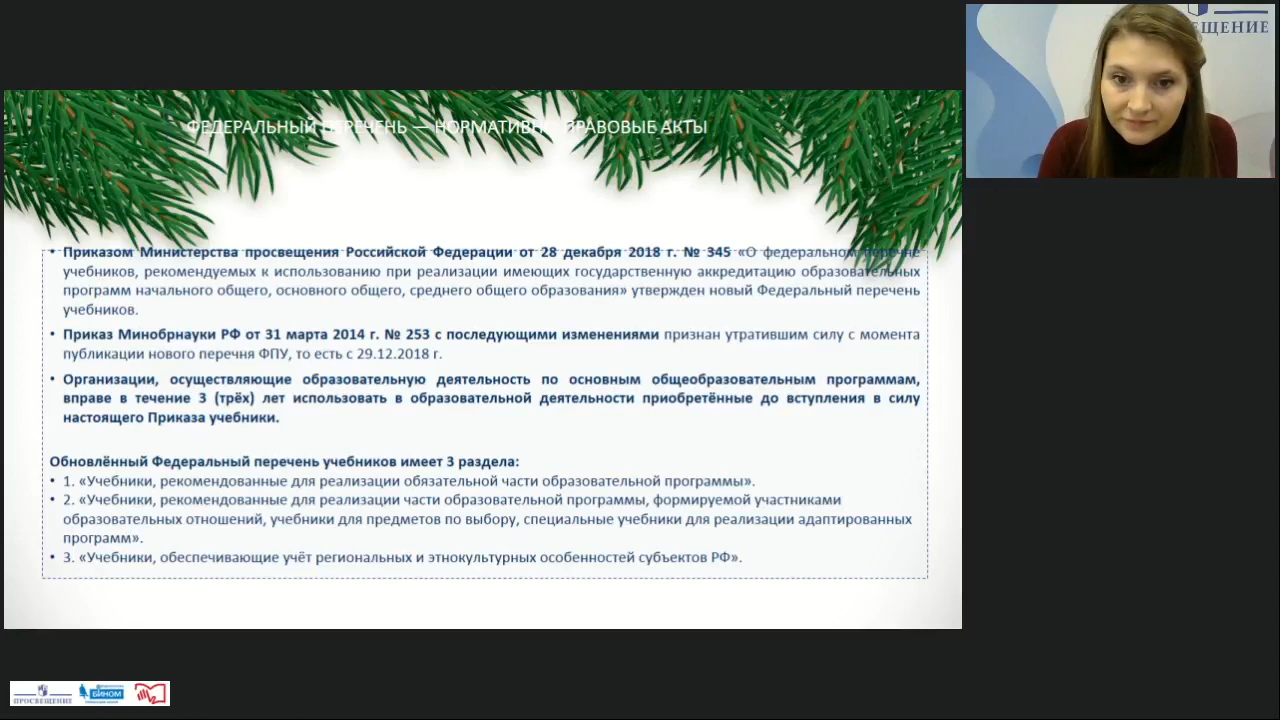 ЩЕНИЕ
ФЕДЕРАЛЬНЫЙ ПЕРЕЧЕНЬ — НОРМАТИВНО-ПРАВОВЫЕ АКТЫ
• Приказом Министерства просвещения Российской Федерации от 28 декабря 2018 г. № 345 «О федеральном перечне
учебников, рекомендуемых к использованию при реализации имеющих государственную аккредитацию образовательных
программ начального общего, основного общего, среднего общего образования» утвержден новый Федеральный перечень
учебников.
• Приказ Минобрнауки РФ от 31 марта 2014 г. № 253 с последующими изменениями признан утратившим силу с момента
публикации нового перечня ФПУ, то есть с 29.12.2018 г.
• Организации, осуществляющие образовательную деятельность по основным общеобразовательным программам,
вправе в течение 3 (трёх) лет использовать в образовательной деятельности приобретённые до вступления в силу
настоящего Приказа учебники.
Обновлённый Федеральный перечень учебников имеет 3 раздела:
• 1. «Учебники, рекомендованные для реализации обязательной части образовательной программы».
• 2. «Учебники, рекомендованные для реализации части образовательной программы, формируемой участниками
образовательных отношений, учебники для предметов по выбору, специальные учебники для реализации адаптированных
программ».
• 3. «Учебники, обеспечивающие учёт региональных и этнокультурных особенностей субъектов РФ».
ПРОСВЕЩЕНИЕ
БИНОМ